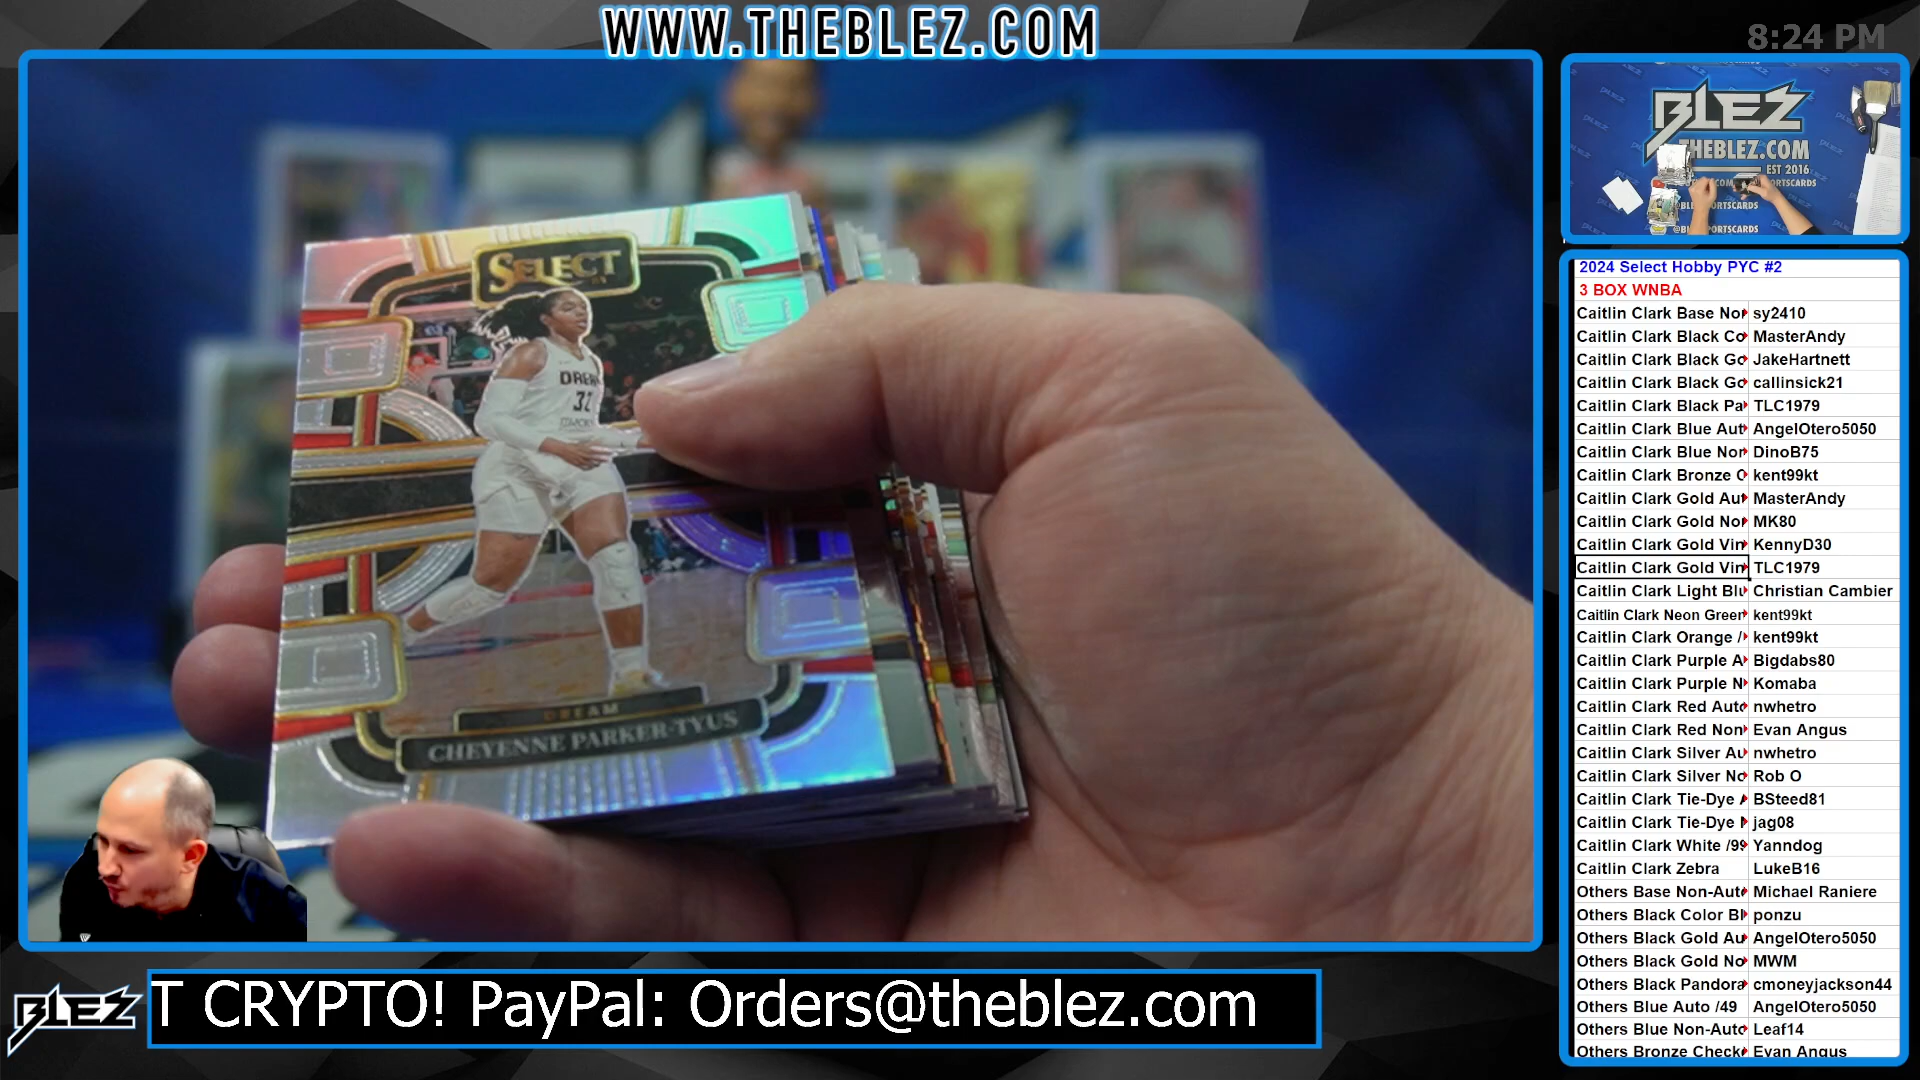 WWW.THEBLEZ.COM
8:24 PM
SELECT
DREAM
CHEYENNE PARKER-TYUS
BLEZ
THEBLEZ.COM
EST 2016
2024 Select Hobby PYC #2
3 BOX WNBA
Caitlin Clark Base Nor sy2410
Caitlin Clark Black Co MasterAndy
Caitlin Clark Black Go JakeHartnett
Caitlin Clark Black Go callinsick21
Caitlin Clark Black Pa TLC1979
Caitlin Clark Blue Aut AngelOtero5050
Caitlin Clark Blue Non DinoB75
Caitlin Clark Bronze C kent99kt
Caitlin Clark Gold Aut MasterAndy
Caitlin Clark Gold Non MK80
Caitlin Clark Gold Vin KennyD30
Caitlin Clark Gold Vin TLC1979
Caitlin Clark Light Blu Christian Cambier
Caitlin Clark Neon Green kent99kt
Caitlin Clark Orange / kent99kt
Caitlin Clark Purple A Bigdabs80
Caitlin Clark Purple N Komaba
Caitlin Clark Red Auto nwhetro
Caitlin Clark Red Non Evan Angus
Caitlin Clark Silver Au nwhetro
Caitlin Clark Silver No Rob O
Caitlin Clark Tie-Dye A BSteed81
Caitlin Clark Tie-Dye jag08
Caitlin Clark White /99 Yanndog
Caitlin Clark Zebra LukeB16
Others Base Non-Auto Michael Raniere
Others Black Color Bl ponzu
Others Black Gold Au AngelOtero5050
Others Black Gold No MWM
Others Black Pandora cmoneyjackson44
Others Blue Auto /49 AngelOtero5050
Others Blue Non-Auto Leaf14
Others Bronze Check Evan Angus
BLEZ
T CRYPTO! PayPal: Orders@theblez.com